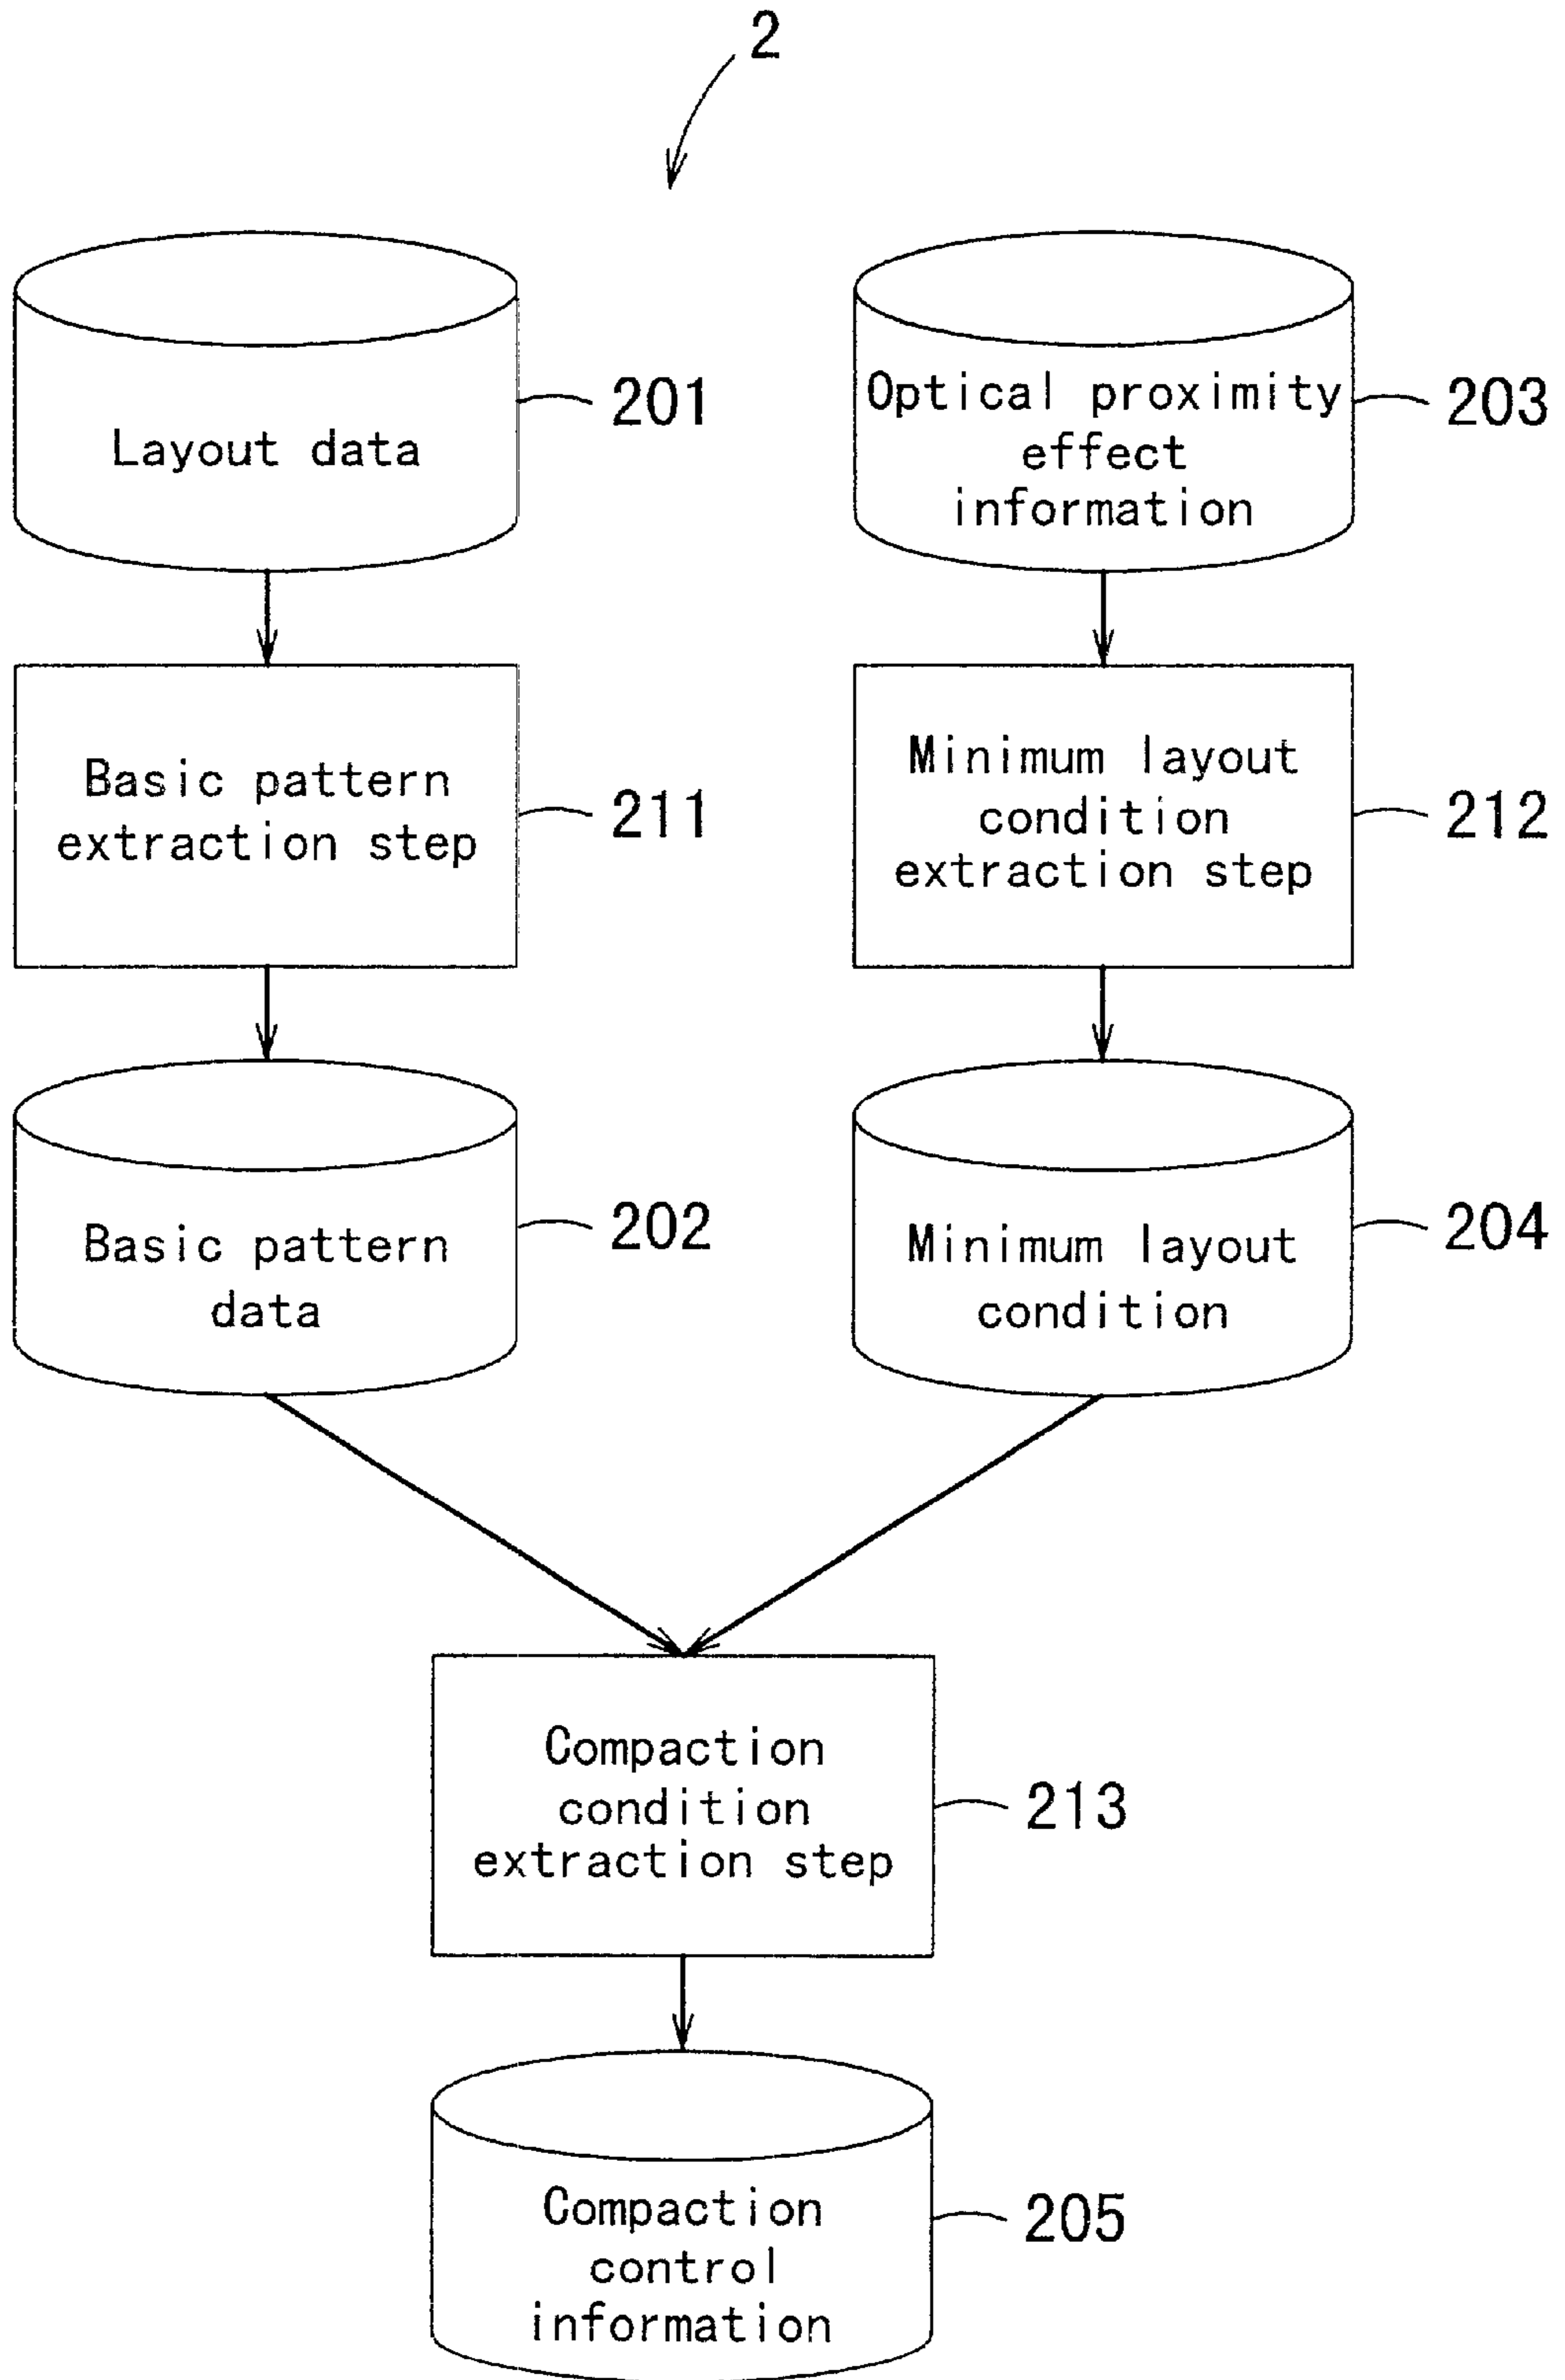 2
Layout data
201
Optical proximity
effect
information
203
Basic pattern
extraction step
211
Minimum layout
condition
extraction step
212
Basic pattern
data
202
Minimum layout
condition
204
Compaction
condition
extraction step
213
Compaction
control
information
205